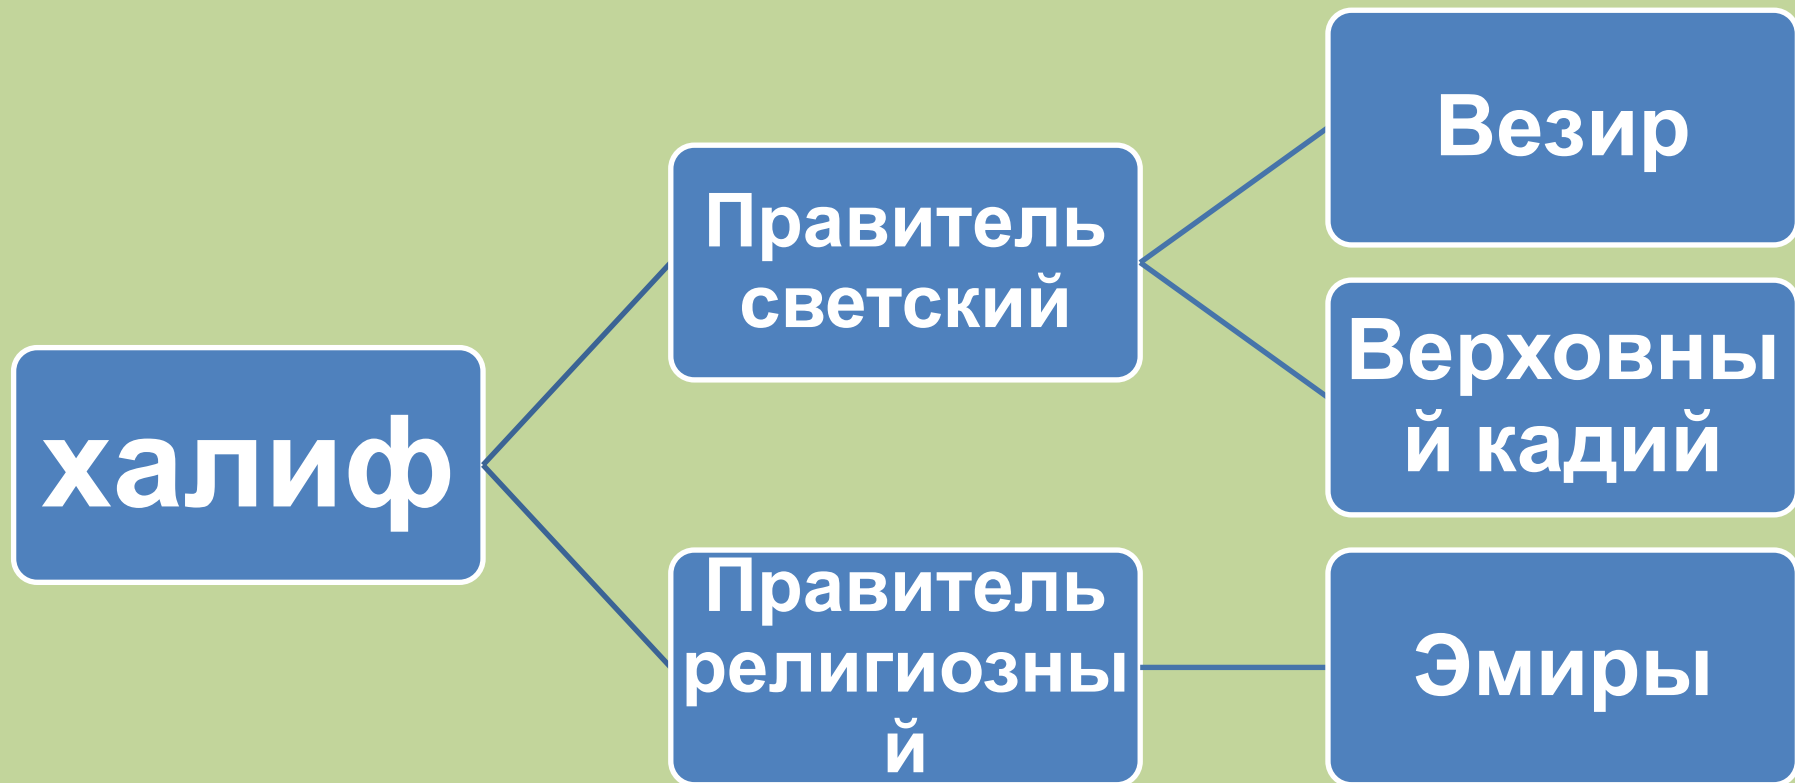 халиф
Правитель
светский
Правитель
религиозны
й
Везир
Верховны
й кадий
Эмиры